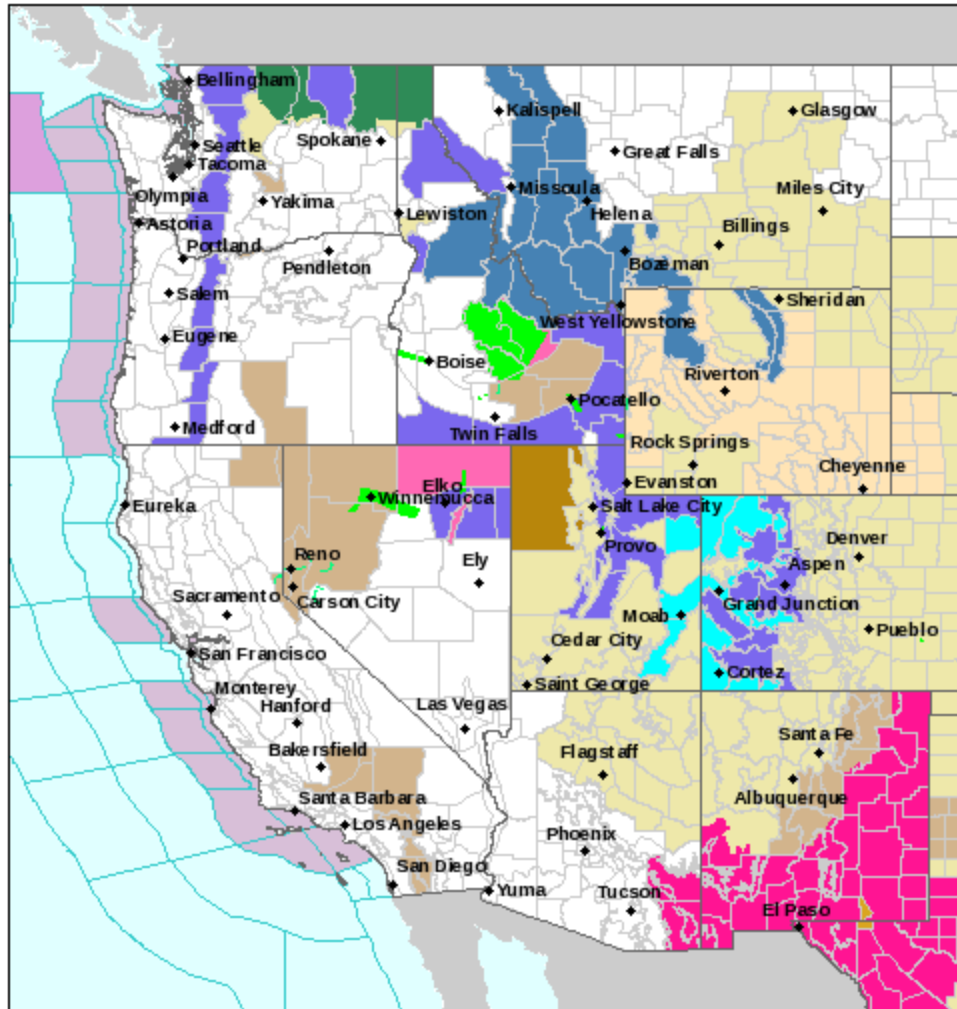 Bellingham
Kalispell
Glasgow
Seattle
Spokane
Great Falls
Tacoma
Missoula
Miles City
Olympia
Yakima
Lewiston
Helena
Astoria
Billings
Portland
Pendleton
Bozeman
Salem
Sheridan
West Yellowstone
Eugene
Boise
Riverton
Pocatello
Medford
Twin Falls
Rock Springs
Cheyenne
Elko
Evanston
Eureka
Winnemucca
Salt Lake City
Denver
Provo
Reno
Ely
Aspen
Sacramento
Carson City
Grand Junction
Moab
Pueblo
Cedar City
San Francisco
Cortez
Saint George
Monterey
Las Vegas
Hanford
Santa Fe
Bakersfield
Flagstaff
Albuquerque
Santa Barbara
Los Angeles
Phoenix
San Diego
Yuma
Tucson
El Paso